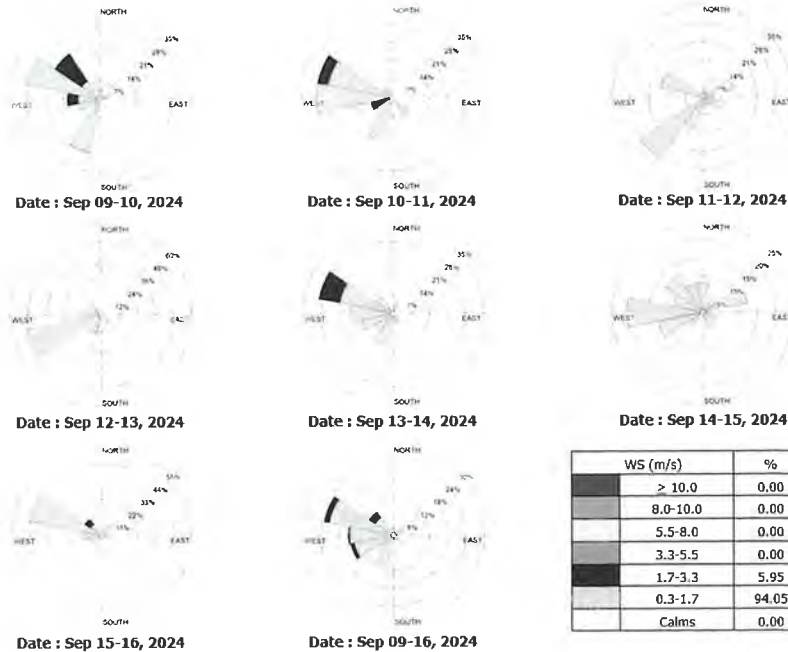 NORTH
35%
28%
21%
14%
7%
WEST
EAST
SOUTH
Date : Sep 09-10, 2024
NORTH
35%
28%
21%
14%
WEST
EAST
SOUTH
Date : Sep 10-11, 2024
NORTH
35%
28%
21%
14%
WEST
EAST
SOUTH
Date : Sep 11-12, 2024
NORTH
60%
48%
36%
24%
12%
WEST
EAST
SOUTH
Date : Sep 12-13, 2024
NORTH
35%
28%
21%
14%
WEST
EAST
SOUTH
Date : Sep 13-14, 2024
NORTH
25%
20%
15%
10%
WEST
EAST
SOUTH
Date : Sep 14-15, 2024
NORTH
55%
44%
33%
22%
11%
WEST
EAST
SOUTH
Date : Sep 15-16, 2024
NORTH
30%
24%
18%
12%
6%
WEST
EAST
SOUTH
Date : Sep 09-16, 2024
WS (m/s) %
≥ 10.0 0.00
8.0-10.0 0.00
5.5-8.0 0.00
3.3-5.5 0.00
1.7-3.3 5.95
0.3-1.7 94.05
Calms 0.00